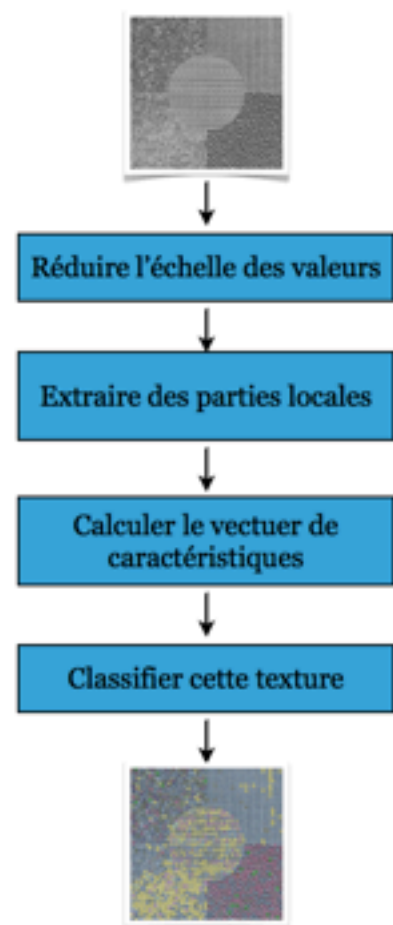 Réduire l'échelle des valeurs
Extraire des parties locales
Calculer le vectuer de
caractéristiques
Classifier cette texture